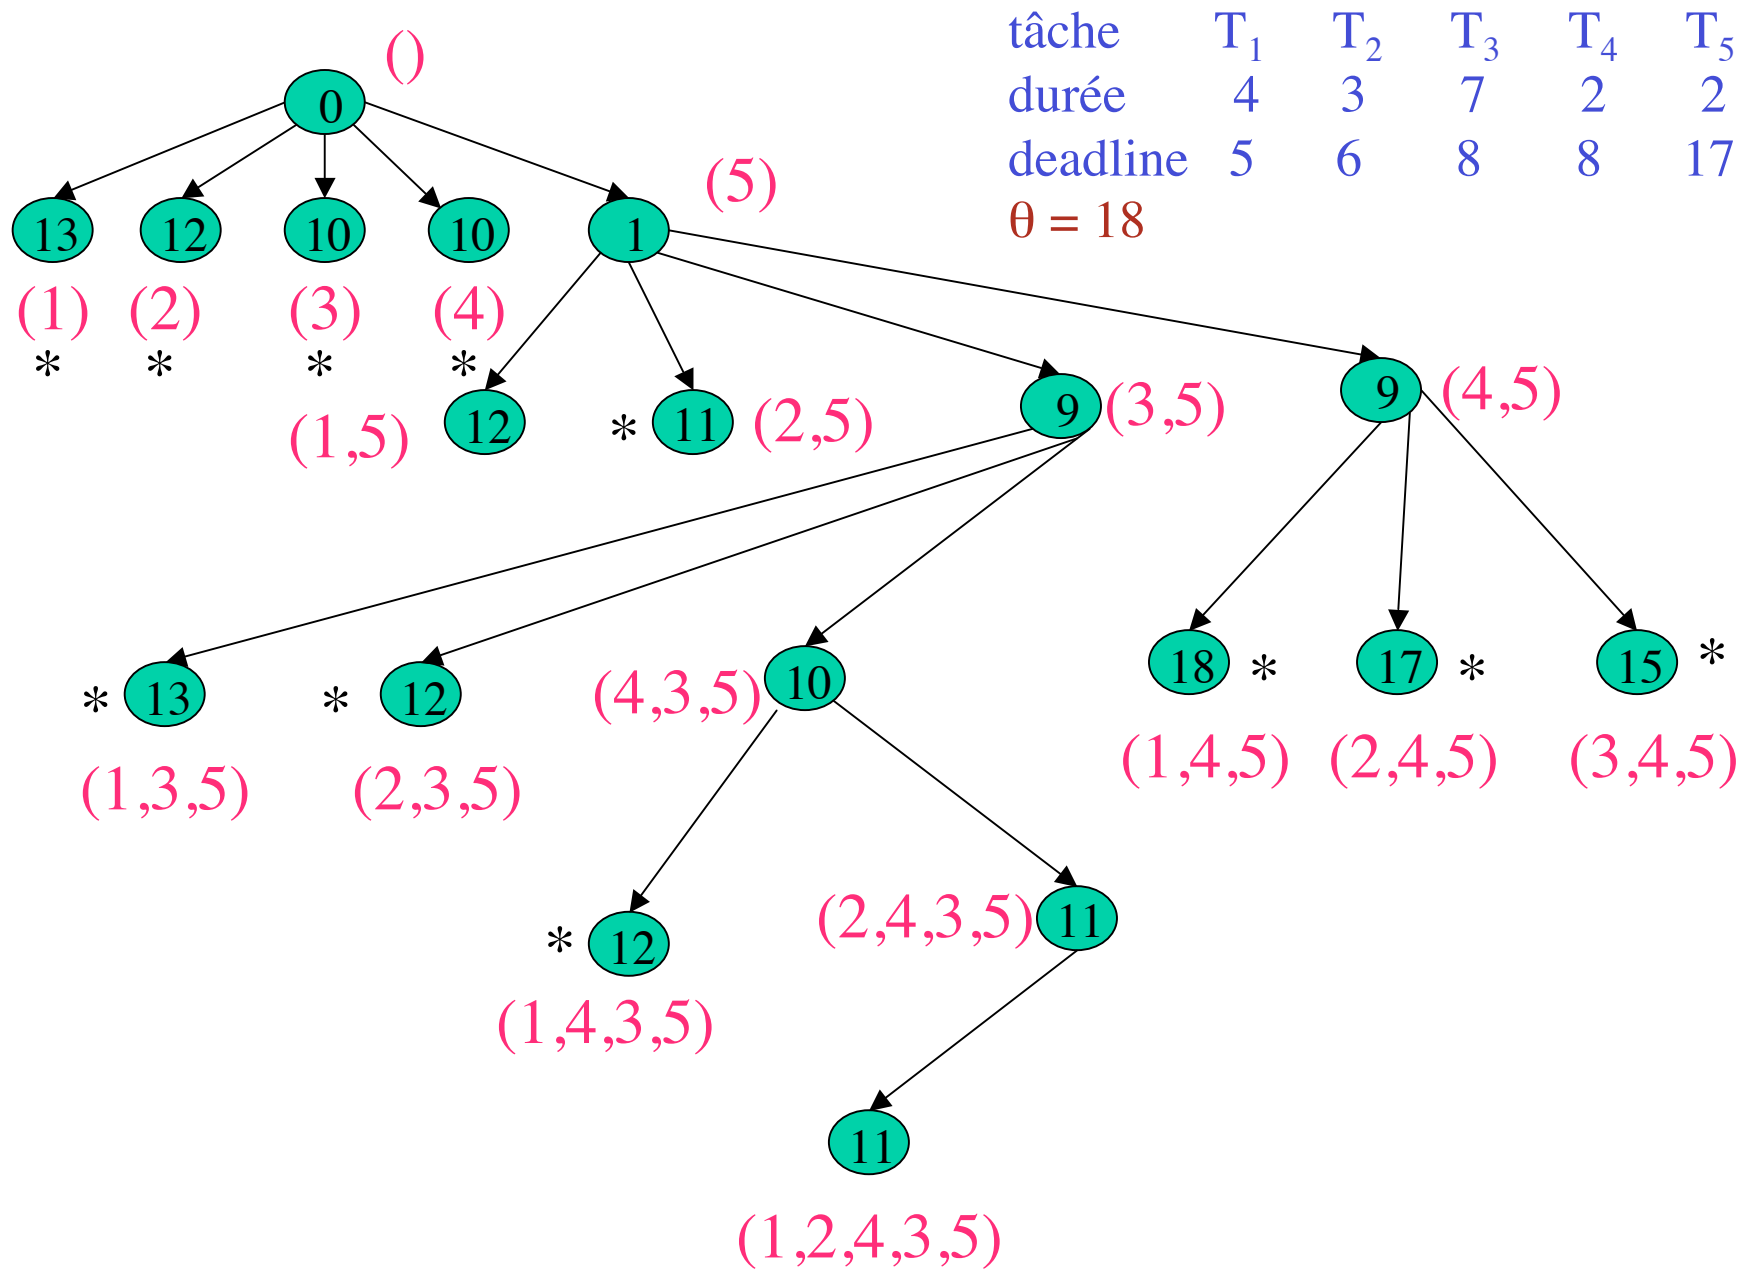 tâche T1 T2 T3 T4 T5
durée 4 3 7 2 2
deadline 5 6 8 8 17
θ = 18
()
0
(5)
13 12 10 10 1
(1) (2) (3) (4)
* * * *
(1,5) 12 * 11 (2,5) 9 (3,5) 9 (4,5)
* 13 * 12 (4,3,5) 10 18 * 17 * 15 *
(1,3,5) (2,3,5) (1,4,5) (2,4,5) (3,4,5)
* 12 (2,4,3,5) 11
(1,4,3,5)
11
(1,2,4,3,5)